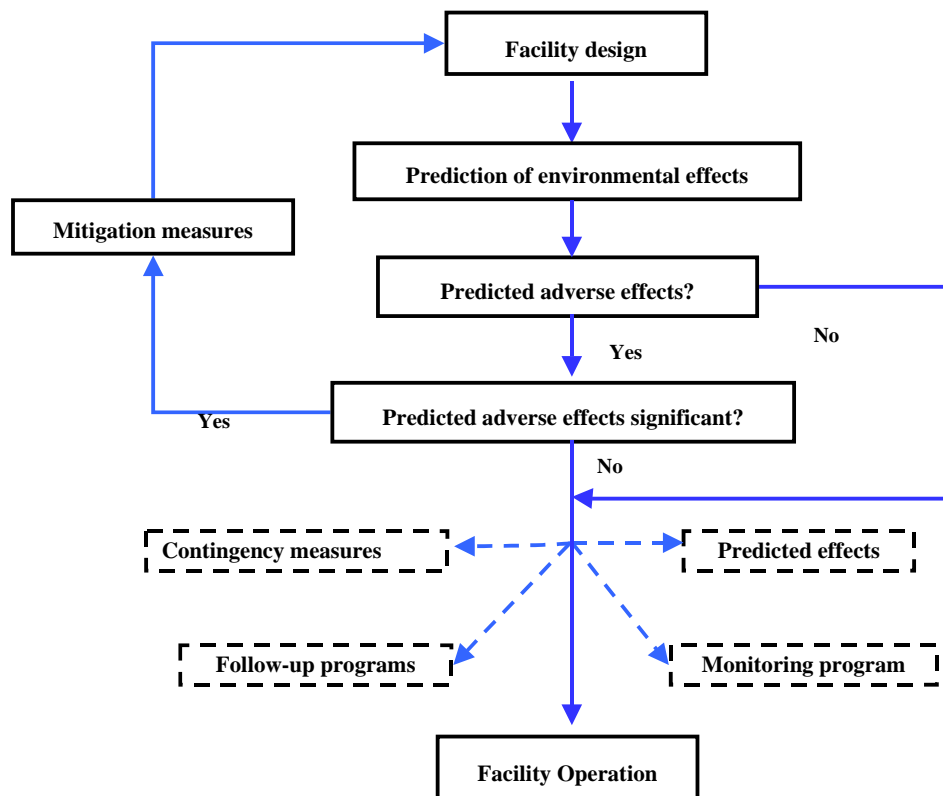 Facility design
Prediction of environmental effects
Mitigation measures
Predicted adverse effects?
No
Yes
Predicted adverse effects significant?
Yes
No
Contingency measures
Predicted effects
Follow-up programs
Monitoring program
Facility Operation